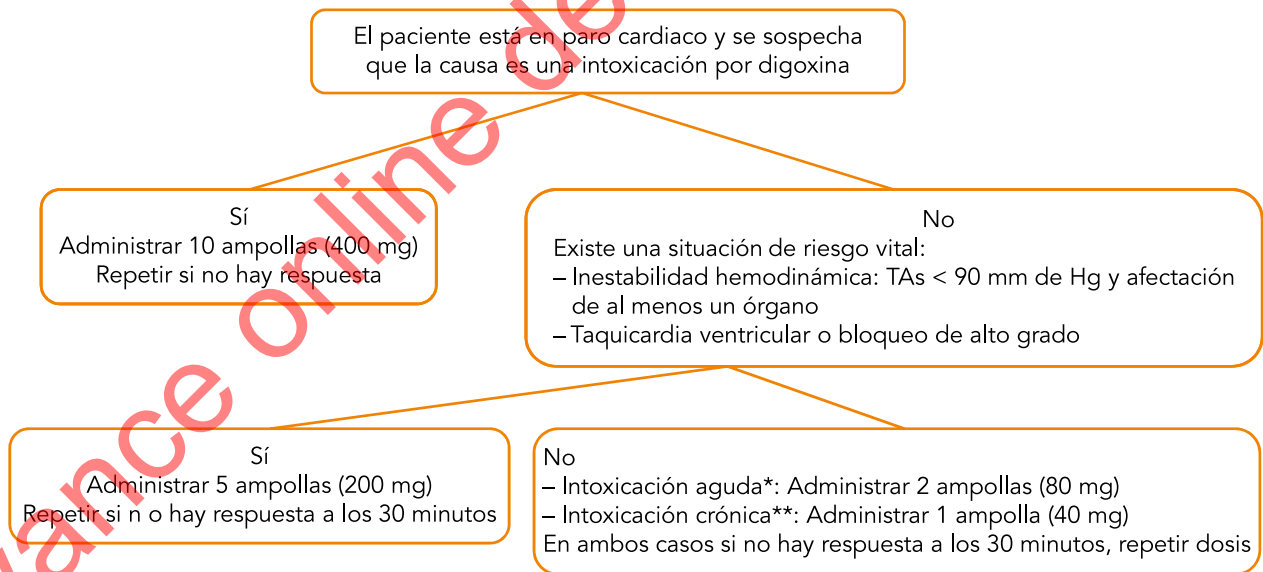 El paciente está en paro cardiaco y se sospecha
que la causa es una intoxicación por digoxina
Sí
Administrar 10 ampollas (400 mg)
Repetir si no hay respuesta
No
Existe una situación de riesgo vital:
– Inestabilidad hemodinámica: TAs < 90 mm de Hg y afectación
de al menos un órgano
– Taquicardia ventricular o bloqueo de alto grado
Sí
Administrar 5 ampollas (200 mg)
Repetir si n o hay respuesta a los 30 minutos
No
– Intoxicación aguda*: Administrar 2 ampollas (80 mg)
– Intoxicación crónica**: Administrar 1 ampolla (40 mg)
En ambos casos si no hay respuesta a los 30 minutos, repetir dosis
vance online de